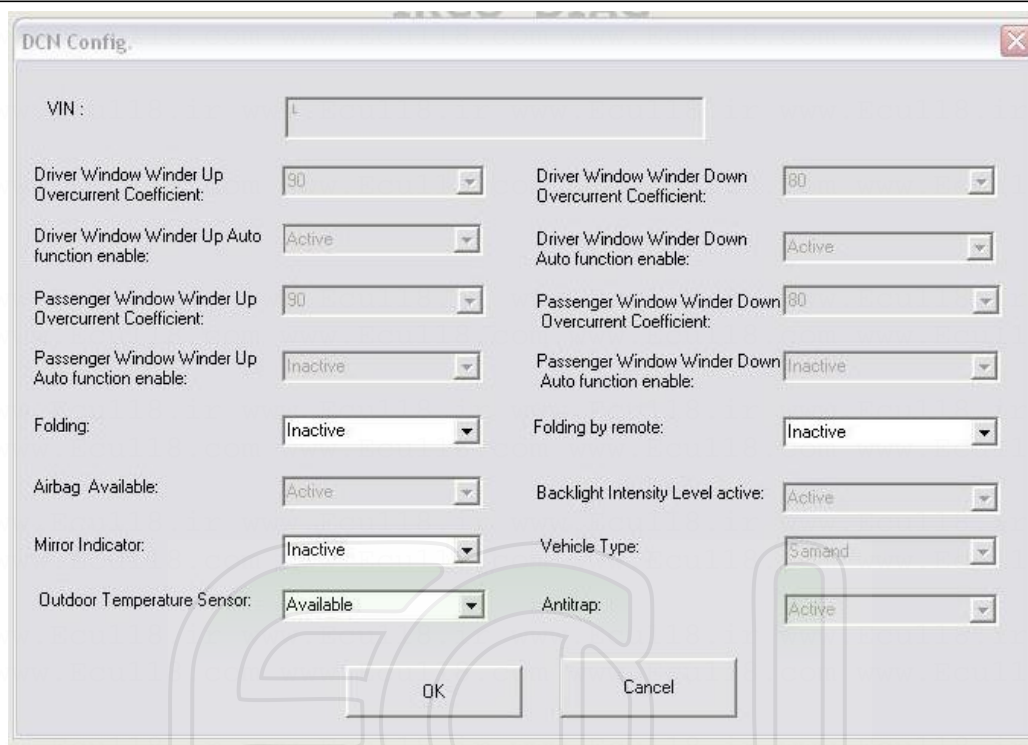 IKCO DIAG
DCN Config.
VIN :
Driver Window Winder Up
Overcurrent Coefficient:
90
Driver Window Winder Down
Overcurrent Coefficient:
80
Driver Window Winder Up Auto
function enable:
Active
Driver Window Winder Down
Auto function enable:
Active
Passenger Window Winder Up
Overcurrent Coefficient:
90
Passenger Window Winder Down
Overcurrent Coefficient:
80
Passenger Window Winder Up
Auto function enable:
Inactive
Passenger Window Winder Down
Auto function enable:
Inactive
Folding:
Inactive
Folding by remote:
Inactive
Airbag Available:
Active
Backlight Intensity Level active:
Active
Mirror Indicator:
Inactive
Vehicle Type:
Samand
Outdoor Temperature Sensor:
Available
Antitrap:
Active
OK
Cancel